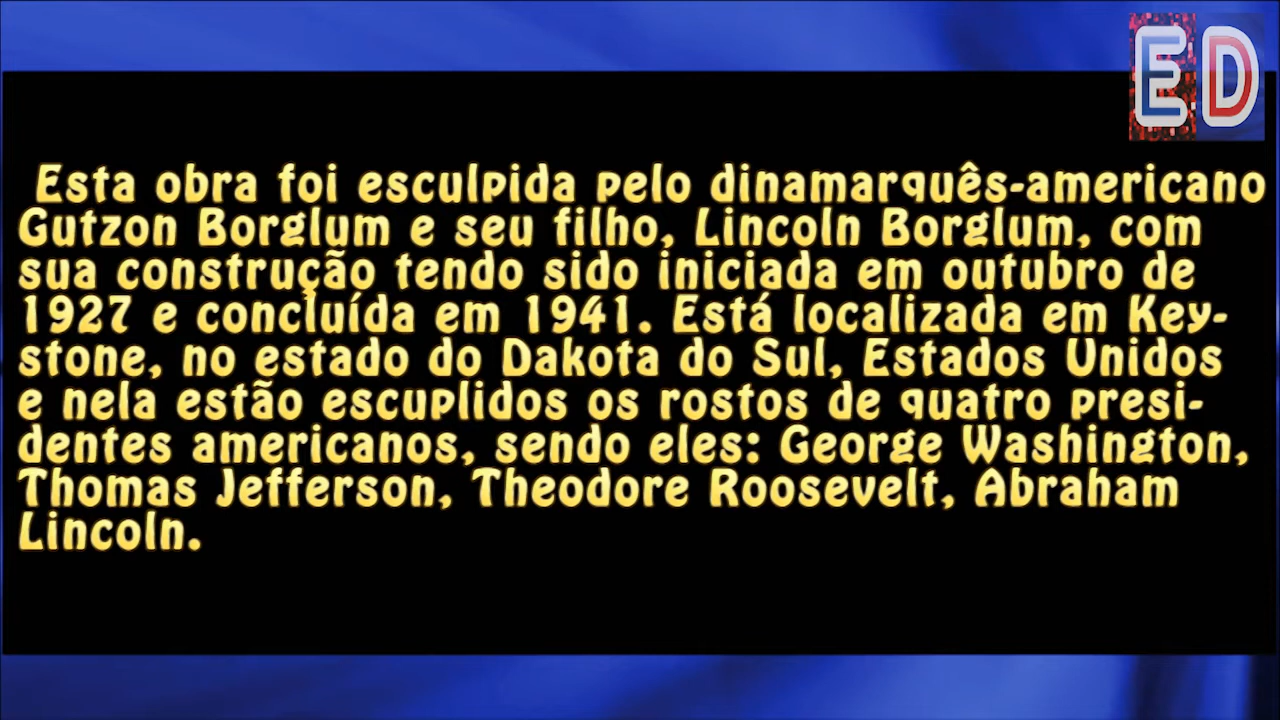 ED
Esta obra foi esculpida pelo dinamarquês-americano
Gutzon Borglum e seu filho, Lincoln Borglum, com
sua construção tendo sido iniciada em outubro de
1927 e concluída em 1941. Está localizada em Key-
stone, no estado do Dakota do Sul, Estados Unidos
e nela estão escuplidos os rostos de quatro presi-
dentes americanos, sendo eles: George Washington,
Thomas Jefferson, Theodore Roosevelt, Abraham
Lincoln.